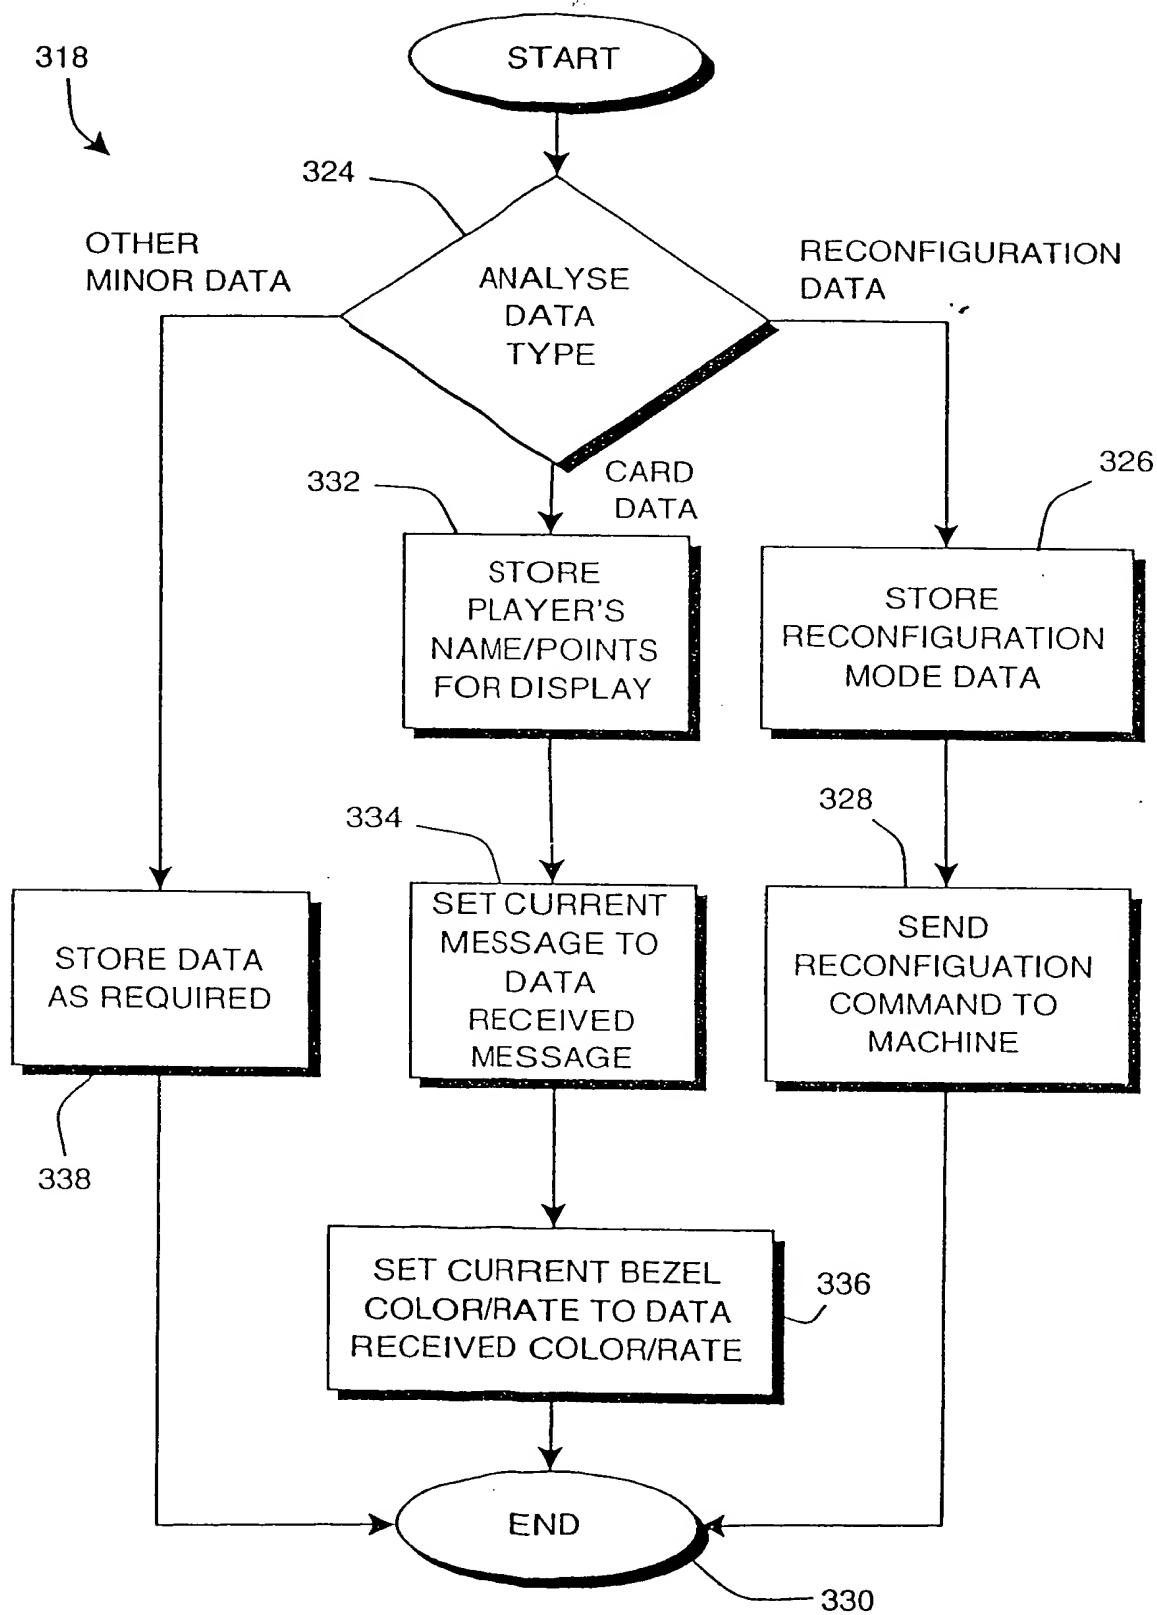 318
START
324
OTHER
MINOR DATA
ANALYSE
DATA
TYPE
RECONFIGURATION
DATA
CARD
DATA
332
326
STORE
PLAYER'S
NAME/POINTS
FOR DISPLAY
STORE
RECONFIGURATION
MODE DATA
334
328
STORE DATA
AS REQUIRED
SET CURRENT
MESSAGE TO
DATA
RECEIVED
MESSAGE
SEND
RECONFIGUATION
COMMAND TO
MACHINE
338
SET CURRENT BEZEL
COLOR/RATE TO DATA
RECEIVED COLOR/RATE
336
END
330